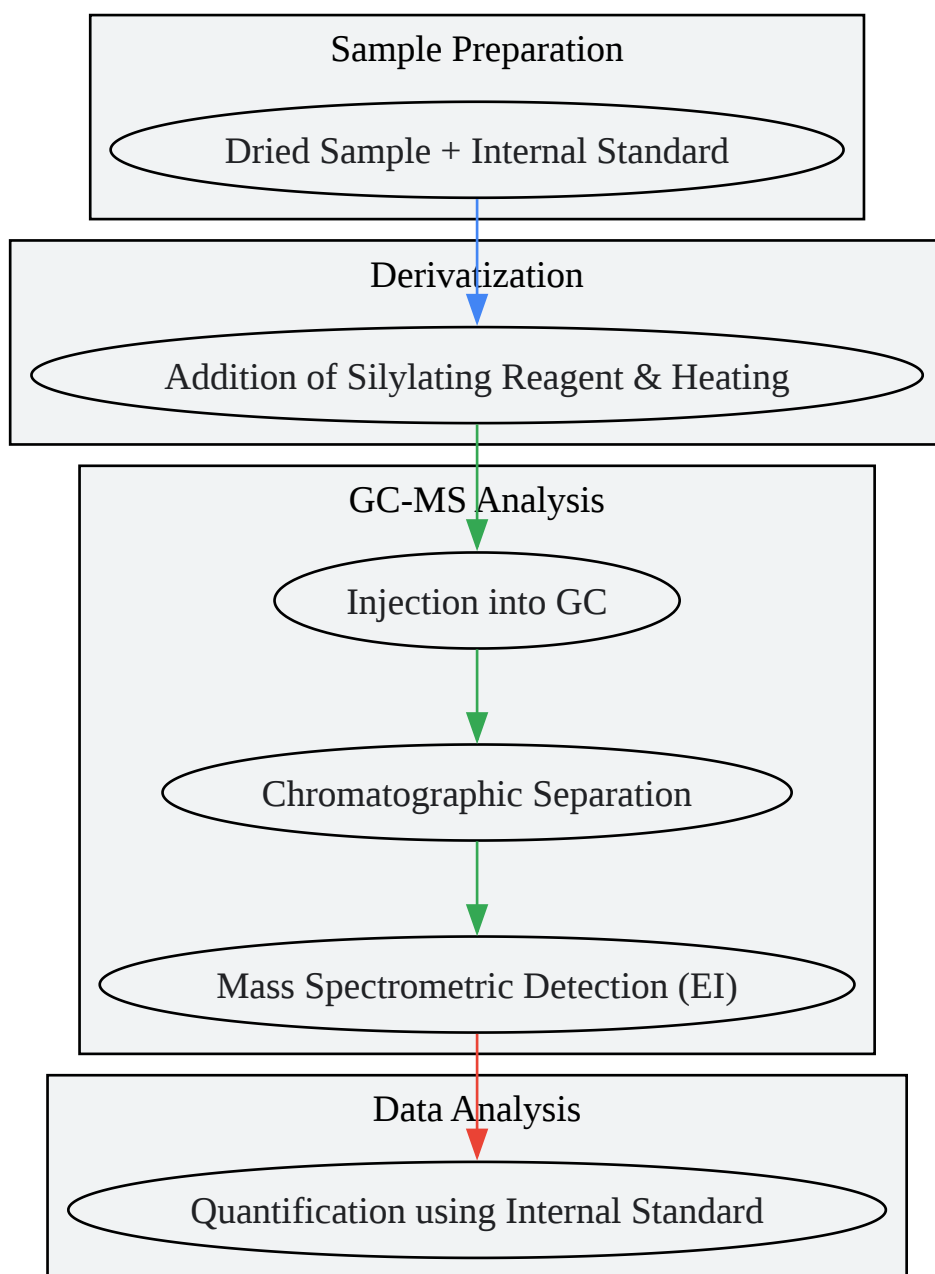 Sample Preparation
Dried Sample + Internal Standard
Derivatization
Addition of Silylating Reagent & Heating
GC-MS Analysis
Injection into GC
Chromatographic Separation
Mass Spectrometric Detection (EI)
Data Analysis
Quantification using Internal Standard